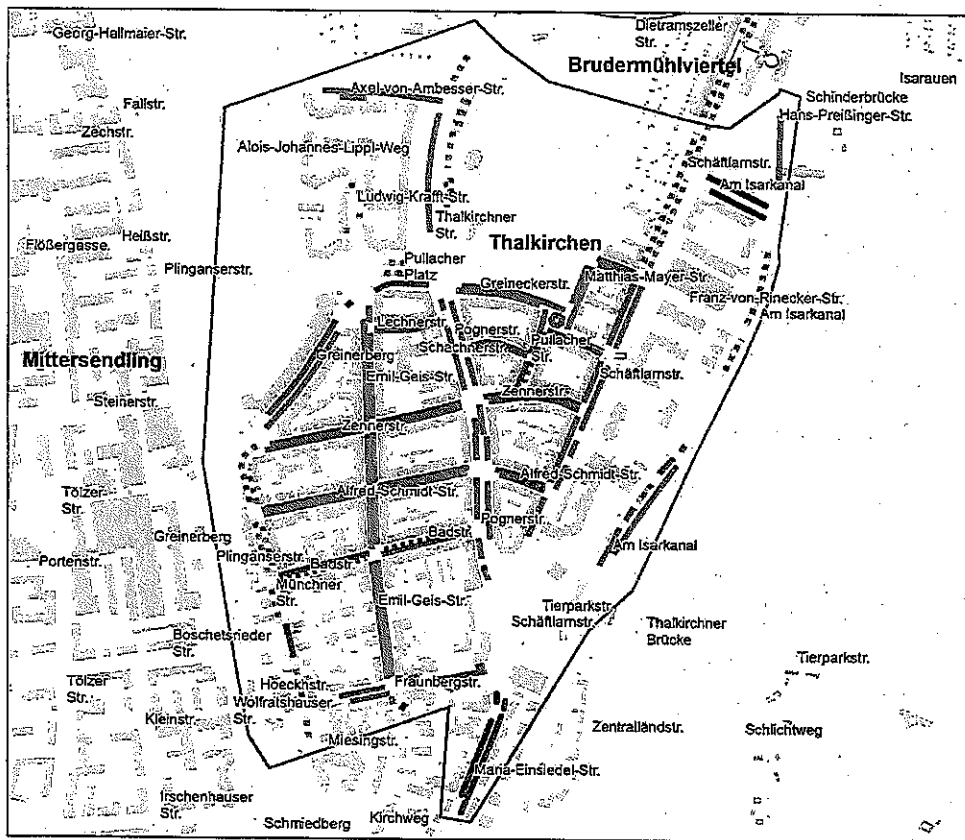 Georg-Hallmaier-Str.
Dietramszeller
Str.
Brudermühlviertel
Isarauen
Axel-von-Ambesser-Str.
Schinderbrücke
Hans-Preißinger-Str.
Fallstr.
Zechstr.
Alois-Johannes-Lippl-Weg
Schäftlarnstr.
Am Isarkanal
Ludwig-Krafft-Str.
Thalkirchner
Str.
Heißstr.
Flößergasse
Thalkirchen
Plinganserstr.
Pullacher
Platz
Matthias-Mayer-Str.
Greineckerstr.
Franz-von-Rinecker-Str.
Am Isarkanal
Lechnerstr.
Pognerstr.
Schachnerstr.
Pullacher
Str.
Mittersendling
Greinerberg
Emil-Geis-Str.
Schäftlarnstr.
Steinerstr.
Zennerstr.
Zennerstr.
Alfred-Schmidt-Str.
Tölzer
Str.
Alfred-Schmidt-Str.
Pognerstr.
Greinerberg
Badstr.
Am Isarkanal
Portenstr.
Plinganserstr.
Badstr.
Münchner
Str.
Emil-Geis-Str.
Tierparkstr.
Schäftlarnstr.
Thalkirchner
Brücke
Boschetsrieder
Str.
Tierparkstr.
Tölzer
Str.
Höcknstr.
Fraunbergstr.
Wolfratshauser
Str.
Kleinstr.
Zentralländstr.
Schlichtweg
Miesingstr.
Maria-Einsiedel-Str.
Irschenhauser
Str.
Schmiedberg
Kirchweg